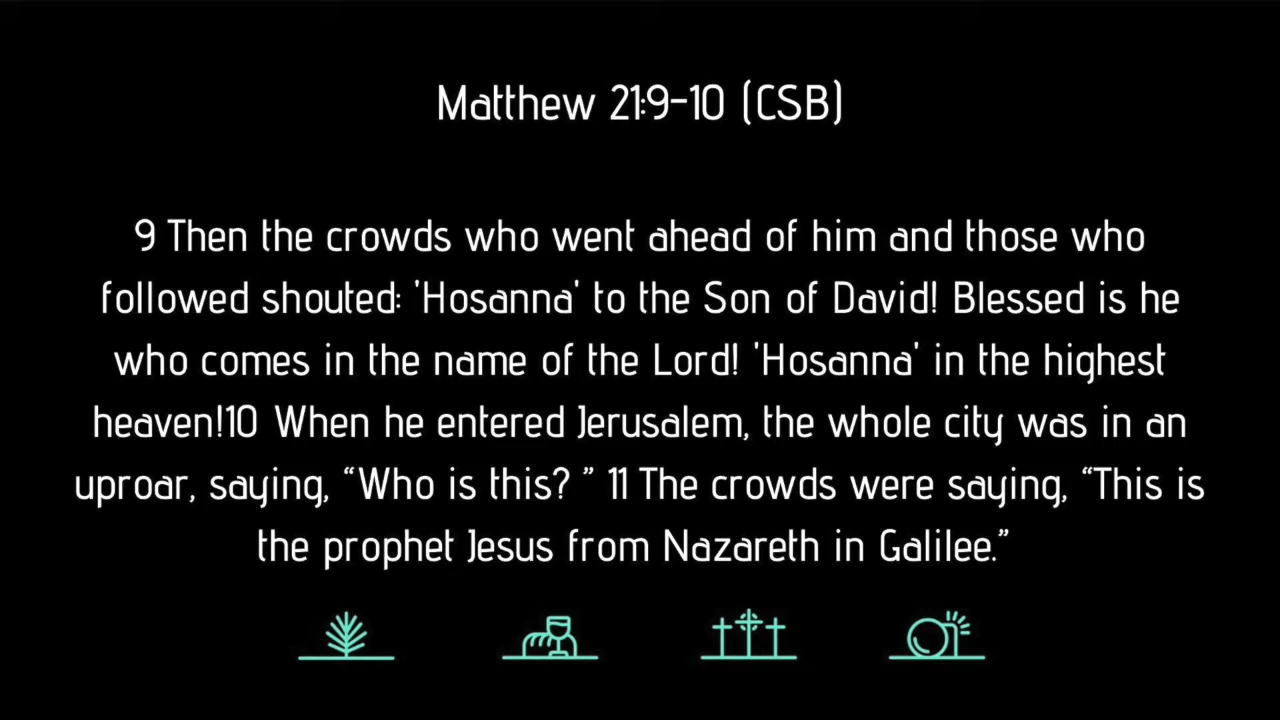 Matthew 21:9-10 (CSB)
9 Then the crowds who went ahead of him and those who
followed shouted: 'Hosanna' to the Son of David! Blessed is he
who comes in the name of the Lord! 'Hosanna' in the highest
heaven!10 When he entered Jerusalem, the whole city was in an
uproar, saying, “Who is this? ” 11 The crowds were saying, “This is
the prophet Jesus from Nazareth in Galilee.”